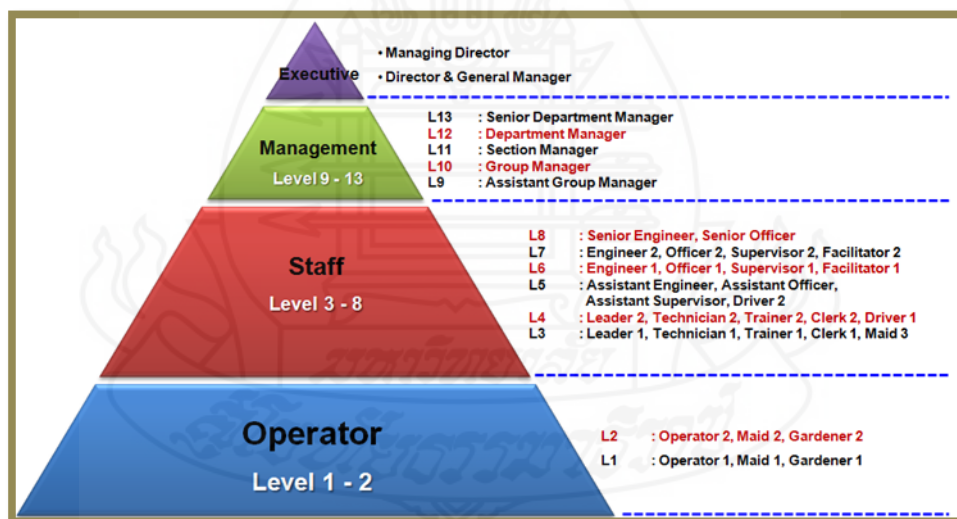 Executive
• Managing Director
• Director & General Manager
Management
Level 9 - 13
L13 : Senior Department Manager
L12 : Department Manager
L11 : Section Manager
L10 : Group Manager
L9 : Assistant Group Manager
Staff
Level 3 - 8
L8 : Senior Engineer, Senior Officer
L7 : Engineer 2, Officer 2, Supervisor 2, Facilitator 2
L6 : Engineer 1, Officer 1, Supervisor 1, Facilitator 1
L5 : Assistant Engineer, Assistant Officer,
Assistant Supervisor, Driver 2
L4 : Leader 2, Technician 2, Trainer 2, Clerk 2, Driver 1
L3 : Leader 1, Technician 1, Trainer 1, Clerk 1, Maid 3
Operator
Level 1 - 2
L2 : Operator 2, Maid 2, Gardener 2
L1 : Operator 1, Maid 1, Gardener 1